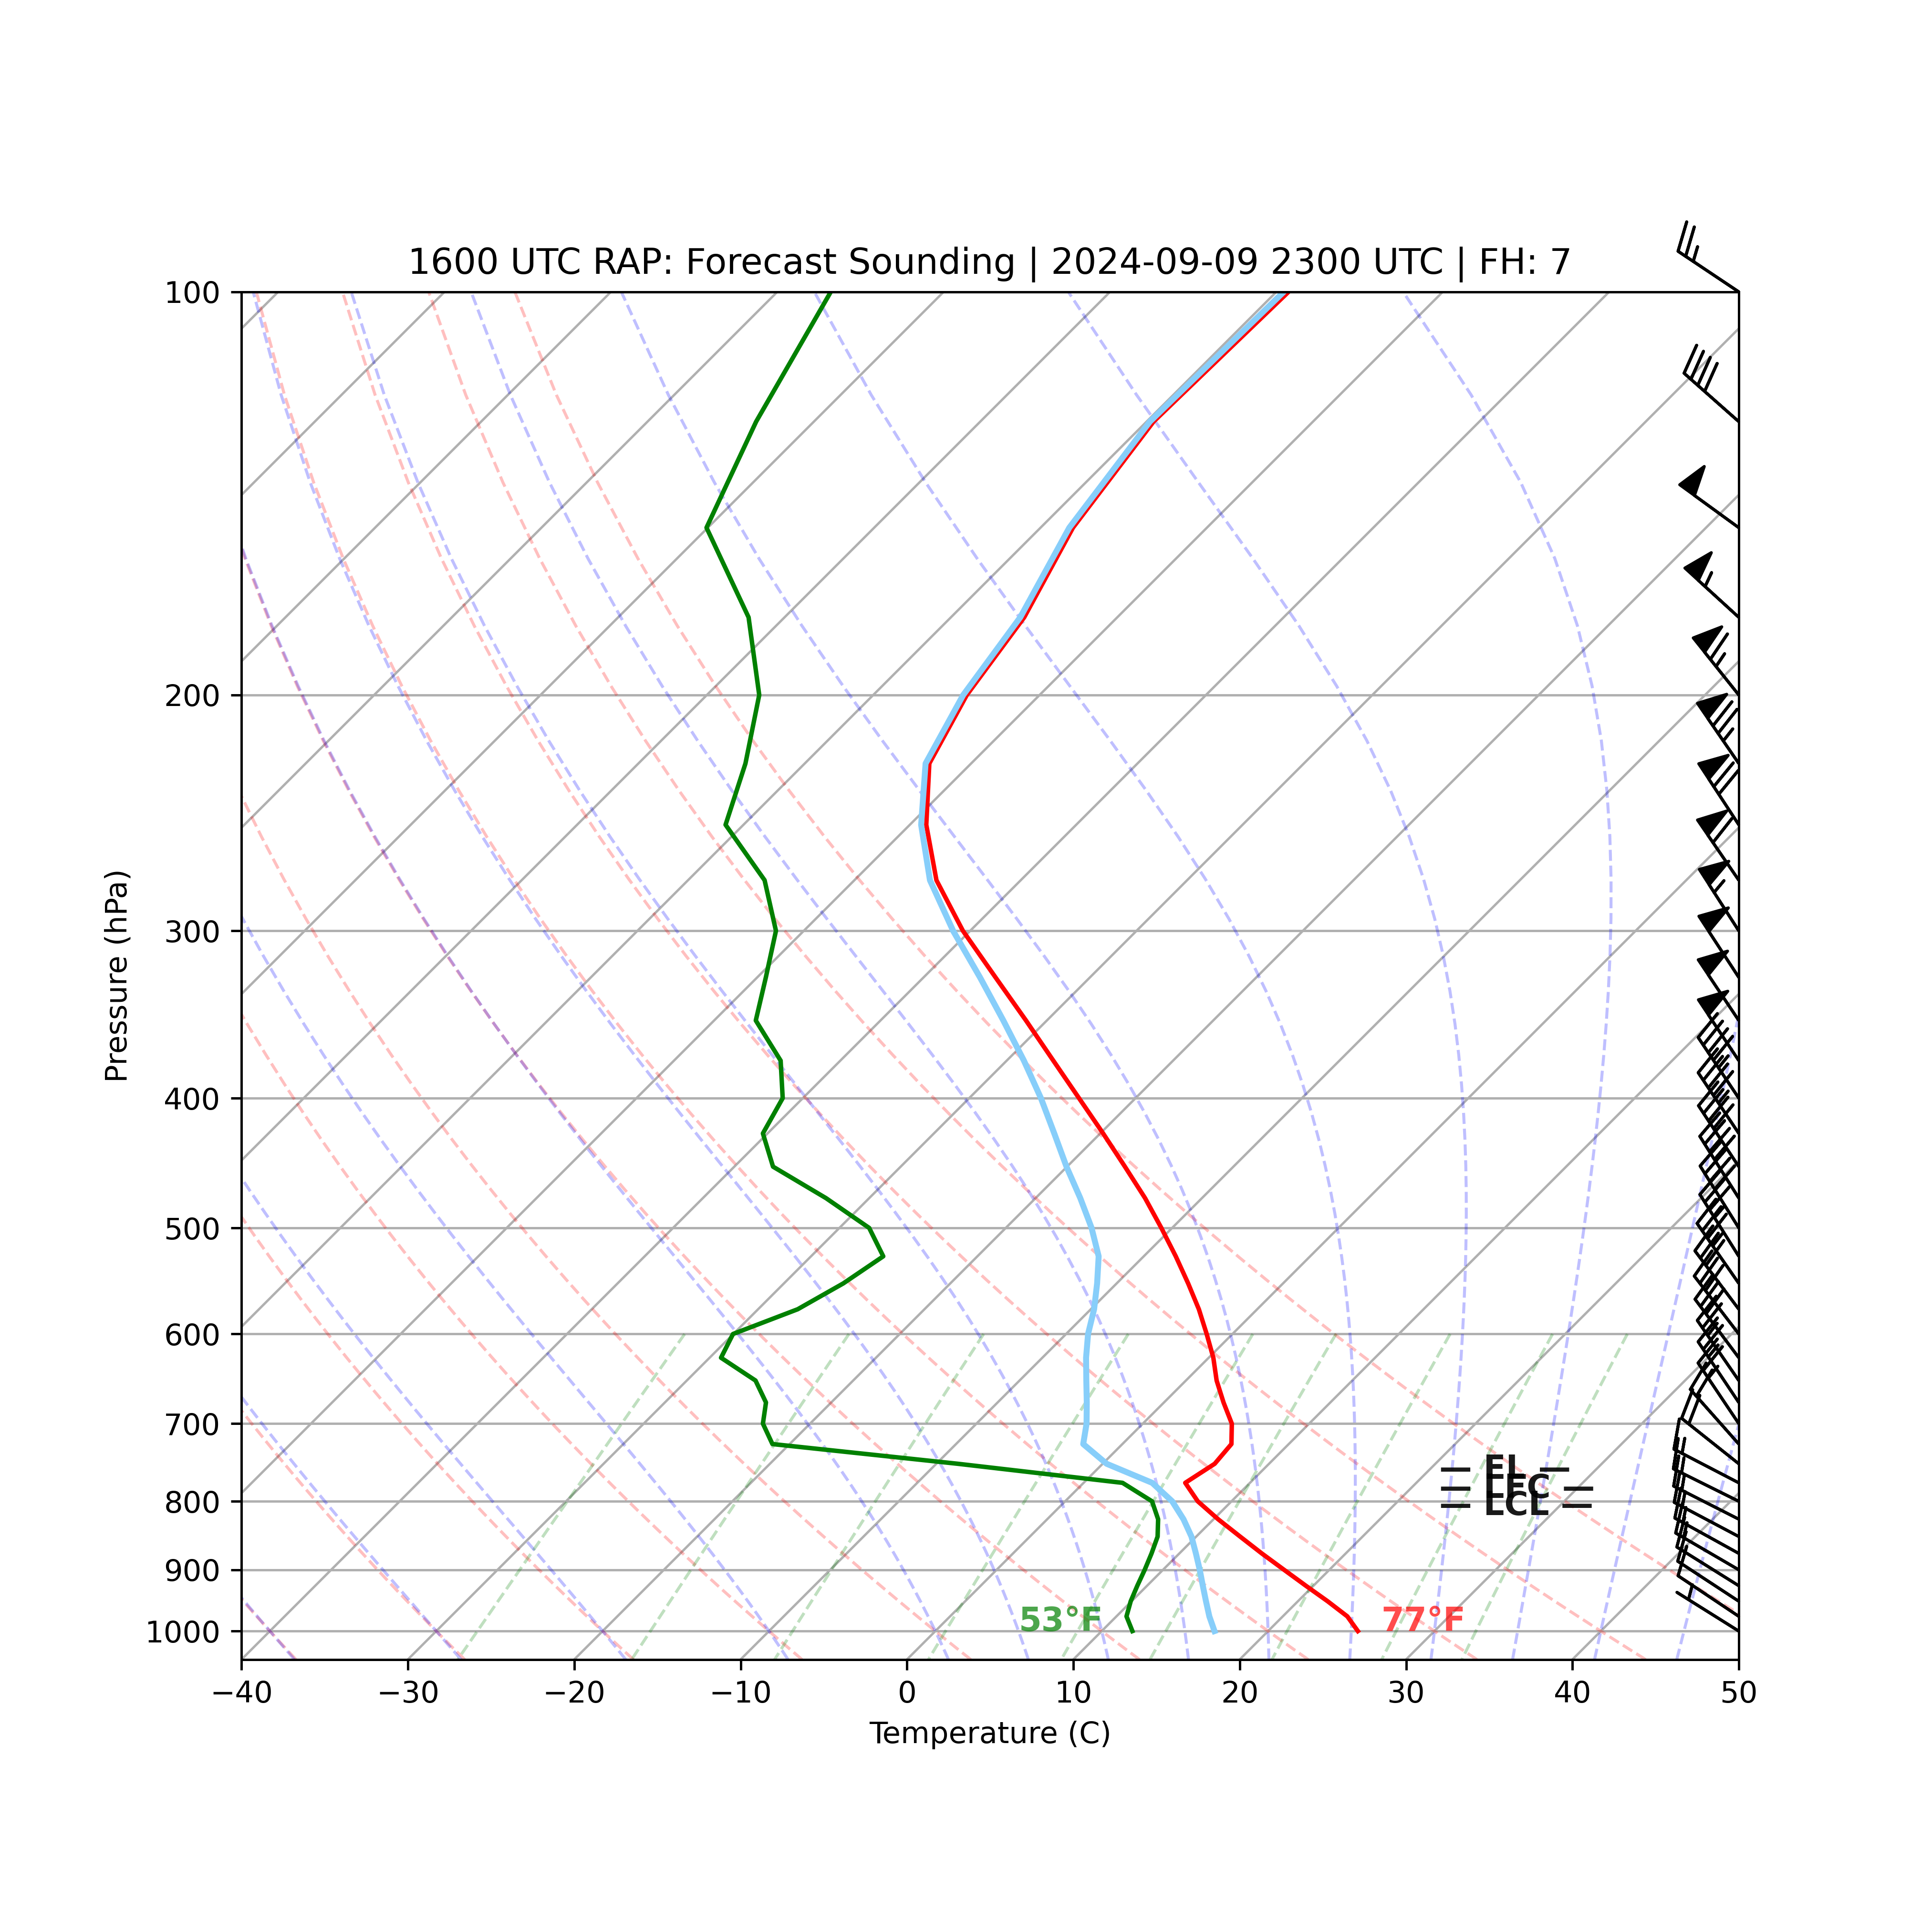 1600 UTC RAP: Forecast Sounding | 2024-09-09 2300 UTC | FH: 7
100
200
300
400
500
600
700
800
900
1000
Pressure (hPa)
— EL —
— LFC —
— LCL —
53°F
77°F
−40 −30 −20 −10 0 10 20 30 40 50
Temperature (C)